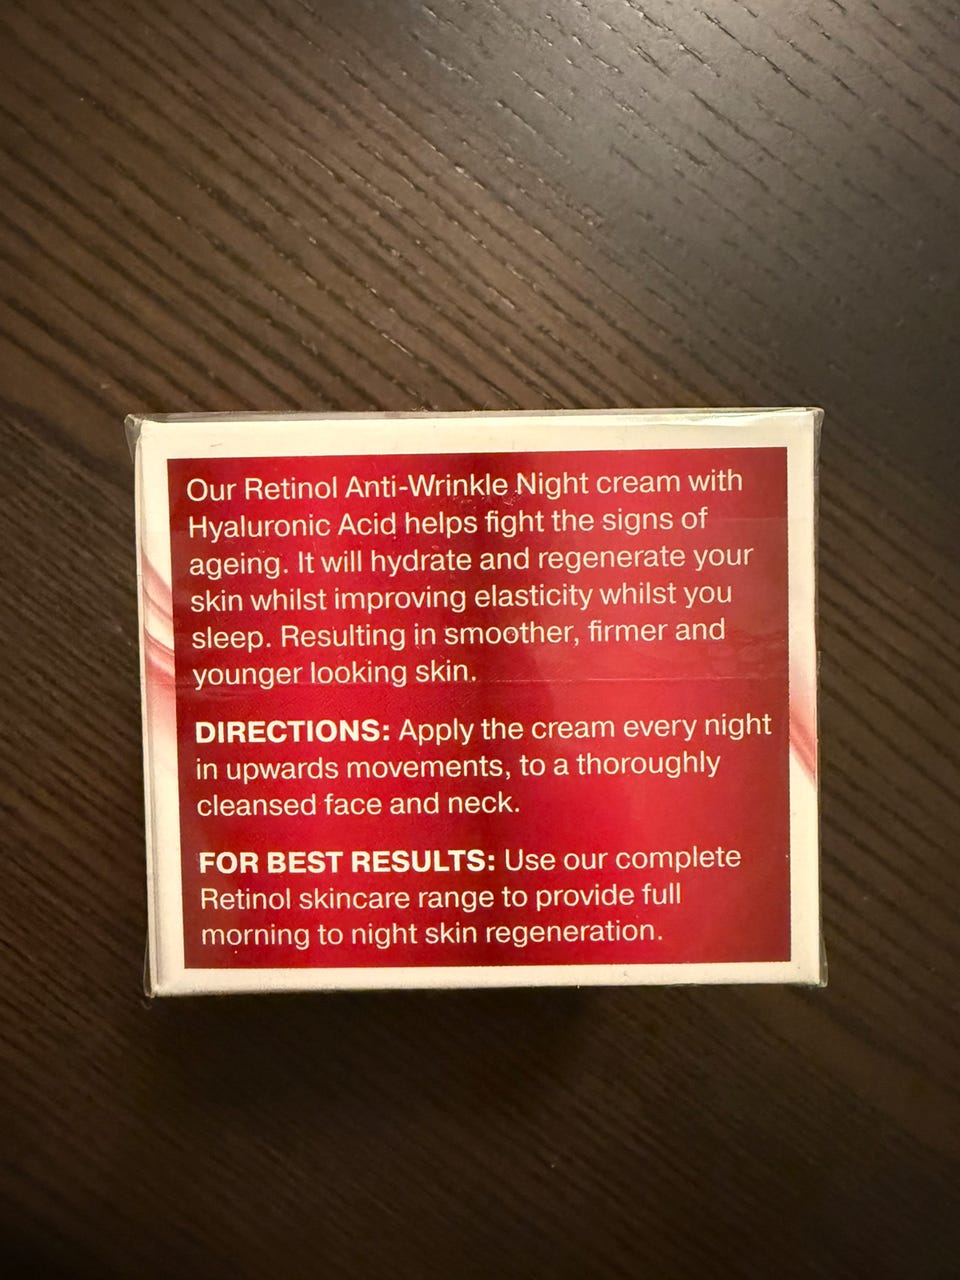 Our Retinol Anti-Wrinkle Night cream with
Hyaluronic Acid helps fight the signs of
ageing. It will hydrate and regenerate your
skin whilst improving elasticity whilst you
sleep. Resulting in smoother, firmer and
younger looking skin.
DIRECTIONS: Apply the cream every night
in upwards movements, to a thoroughly
cleansed face and neck.
FOR BEST RESULTS: Use our complete
Retinol skincare range to provide full
morning to night skin regeneration.